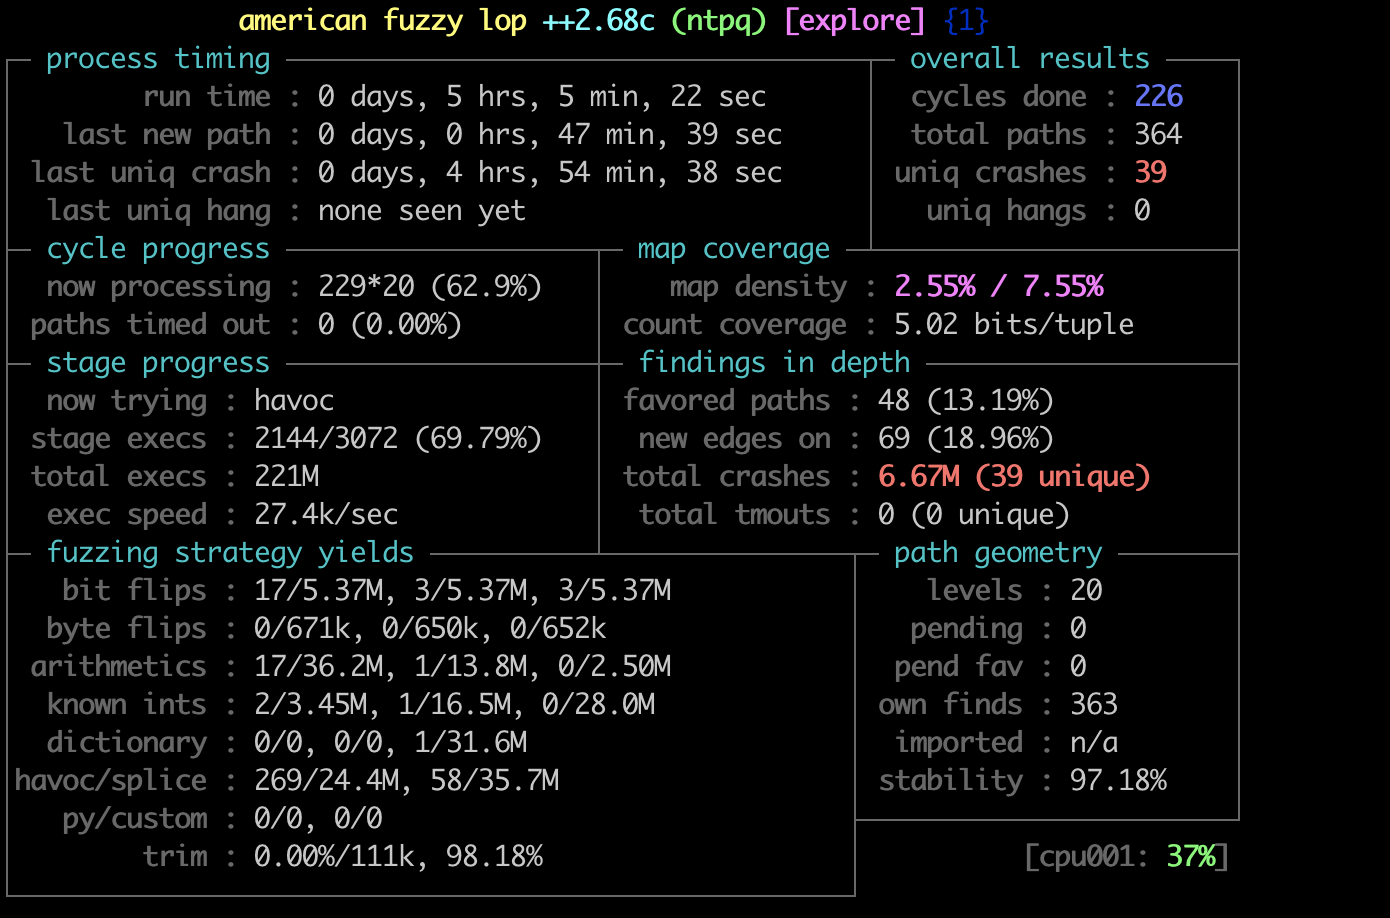 american fuzzy lop ++2.68c (ntpq) [explore] {1}
process timing overall results
run time : 0 days, 5 hrs, 5 min, 22 sec cycles done : 226
last new path : 0 days, 0 hrs, 47 min, 39 sec total paths : 364
last uniq crash : 0 days, 4 hrs, 54 min, 38 sec uniq crashes : 39
last uniq hang : none seen yet uniq hangs : 0
cycle progress map coverage
now processing : 229*20 (62.9%) map density : 2.55% / 7.55%
paths timed out : 0 (0.00%) count coverage : 5.02 bits/tuple
stage progress findings in depth
now trying : havoc favored paths : 48 (13.19%)
stage execs : 2144/3072 (69.79%) new edges on : 69 (18.96%)
total execs : 221M total crashes : 6.67M (39 unique)
exec speed : 27.4k/sec total tmouts : 0 (0 unique)
fuzzing strategy yields path geometry
bit flips : 17/5.37M, 3/5.37M, 3/5.37M levels : 20
byte flips : 0/671k, 0/650k, 0/652k pending : 0
arithmetics : 17/36.2M, 1/13.8M, 0/2.50M pend fav : 0
known ints : 2/3.45M, 1/16.5M, 0/28.0M own finds : 363
dictionary : 0/0, 0/0, 1/31.6M imported : n/a
havoc/splice : 269/24.4M, 58/35.7M stability : 97.18%
py/custom : 0/0, 0/0
trim : 0.00%/111k, 98.18% [cpu001: 37%]